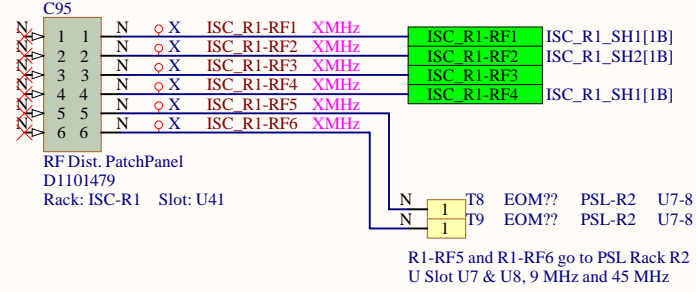 C95
N 1 1 N X ISC_R1-RF1 XMHz ISC_R1-RF1 ISC_R1_SH1[1B]
N 2 2 N X ISC_R1-RF2 XMHz ISC_R1-RF2 ISC_R1_SH2[1B]
N 3 3 N X ISC_R1-RF3 XMHz ISC_R1-RF3
N 4 4 N X ISC_R1-RF4 XMHz ISC_R1-RF4 ISC_R1_SH1[1B]
N 5 5 N X ISC_R1-RF5 XMHz
N 6 6 N X ISC_R1-RF6 XMHz
RF Dist. PatchPanel
D1101479
Rack: ISC-R1 Slot: U41
N 1 T8 EOM?? PSL-R2 U7-8
N 1 T9 EOM?? PSL-R2 U7-8
R1-RF5 and R1-RF6 go to PSL Rack R2
U Slot U7 & U8, 9 MHz and 45 MHz